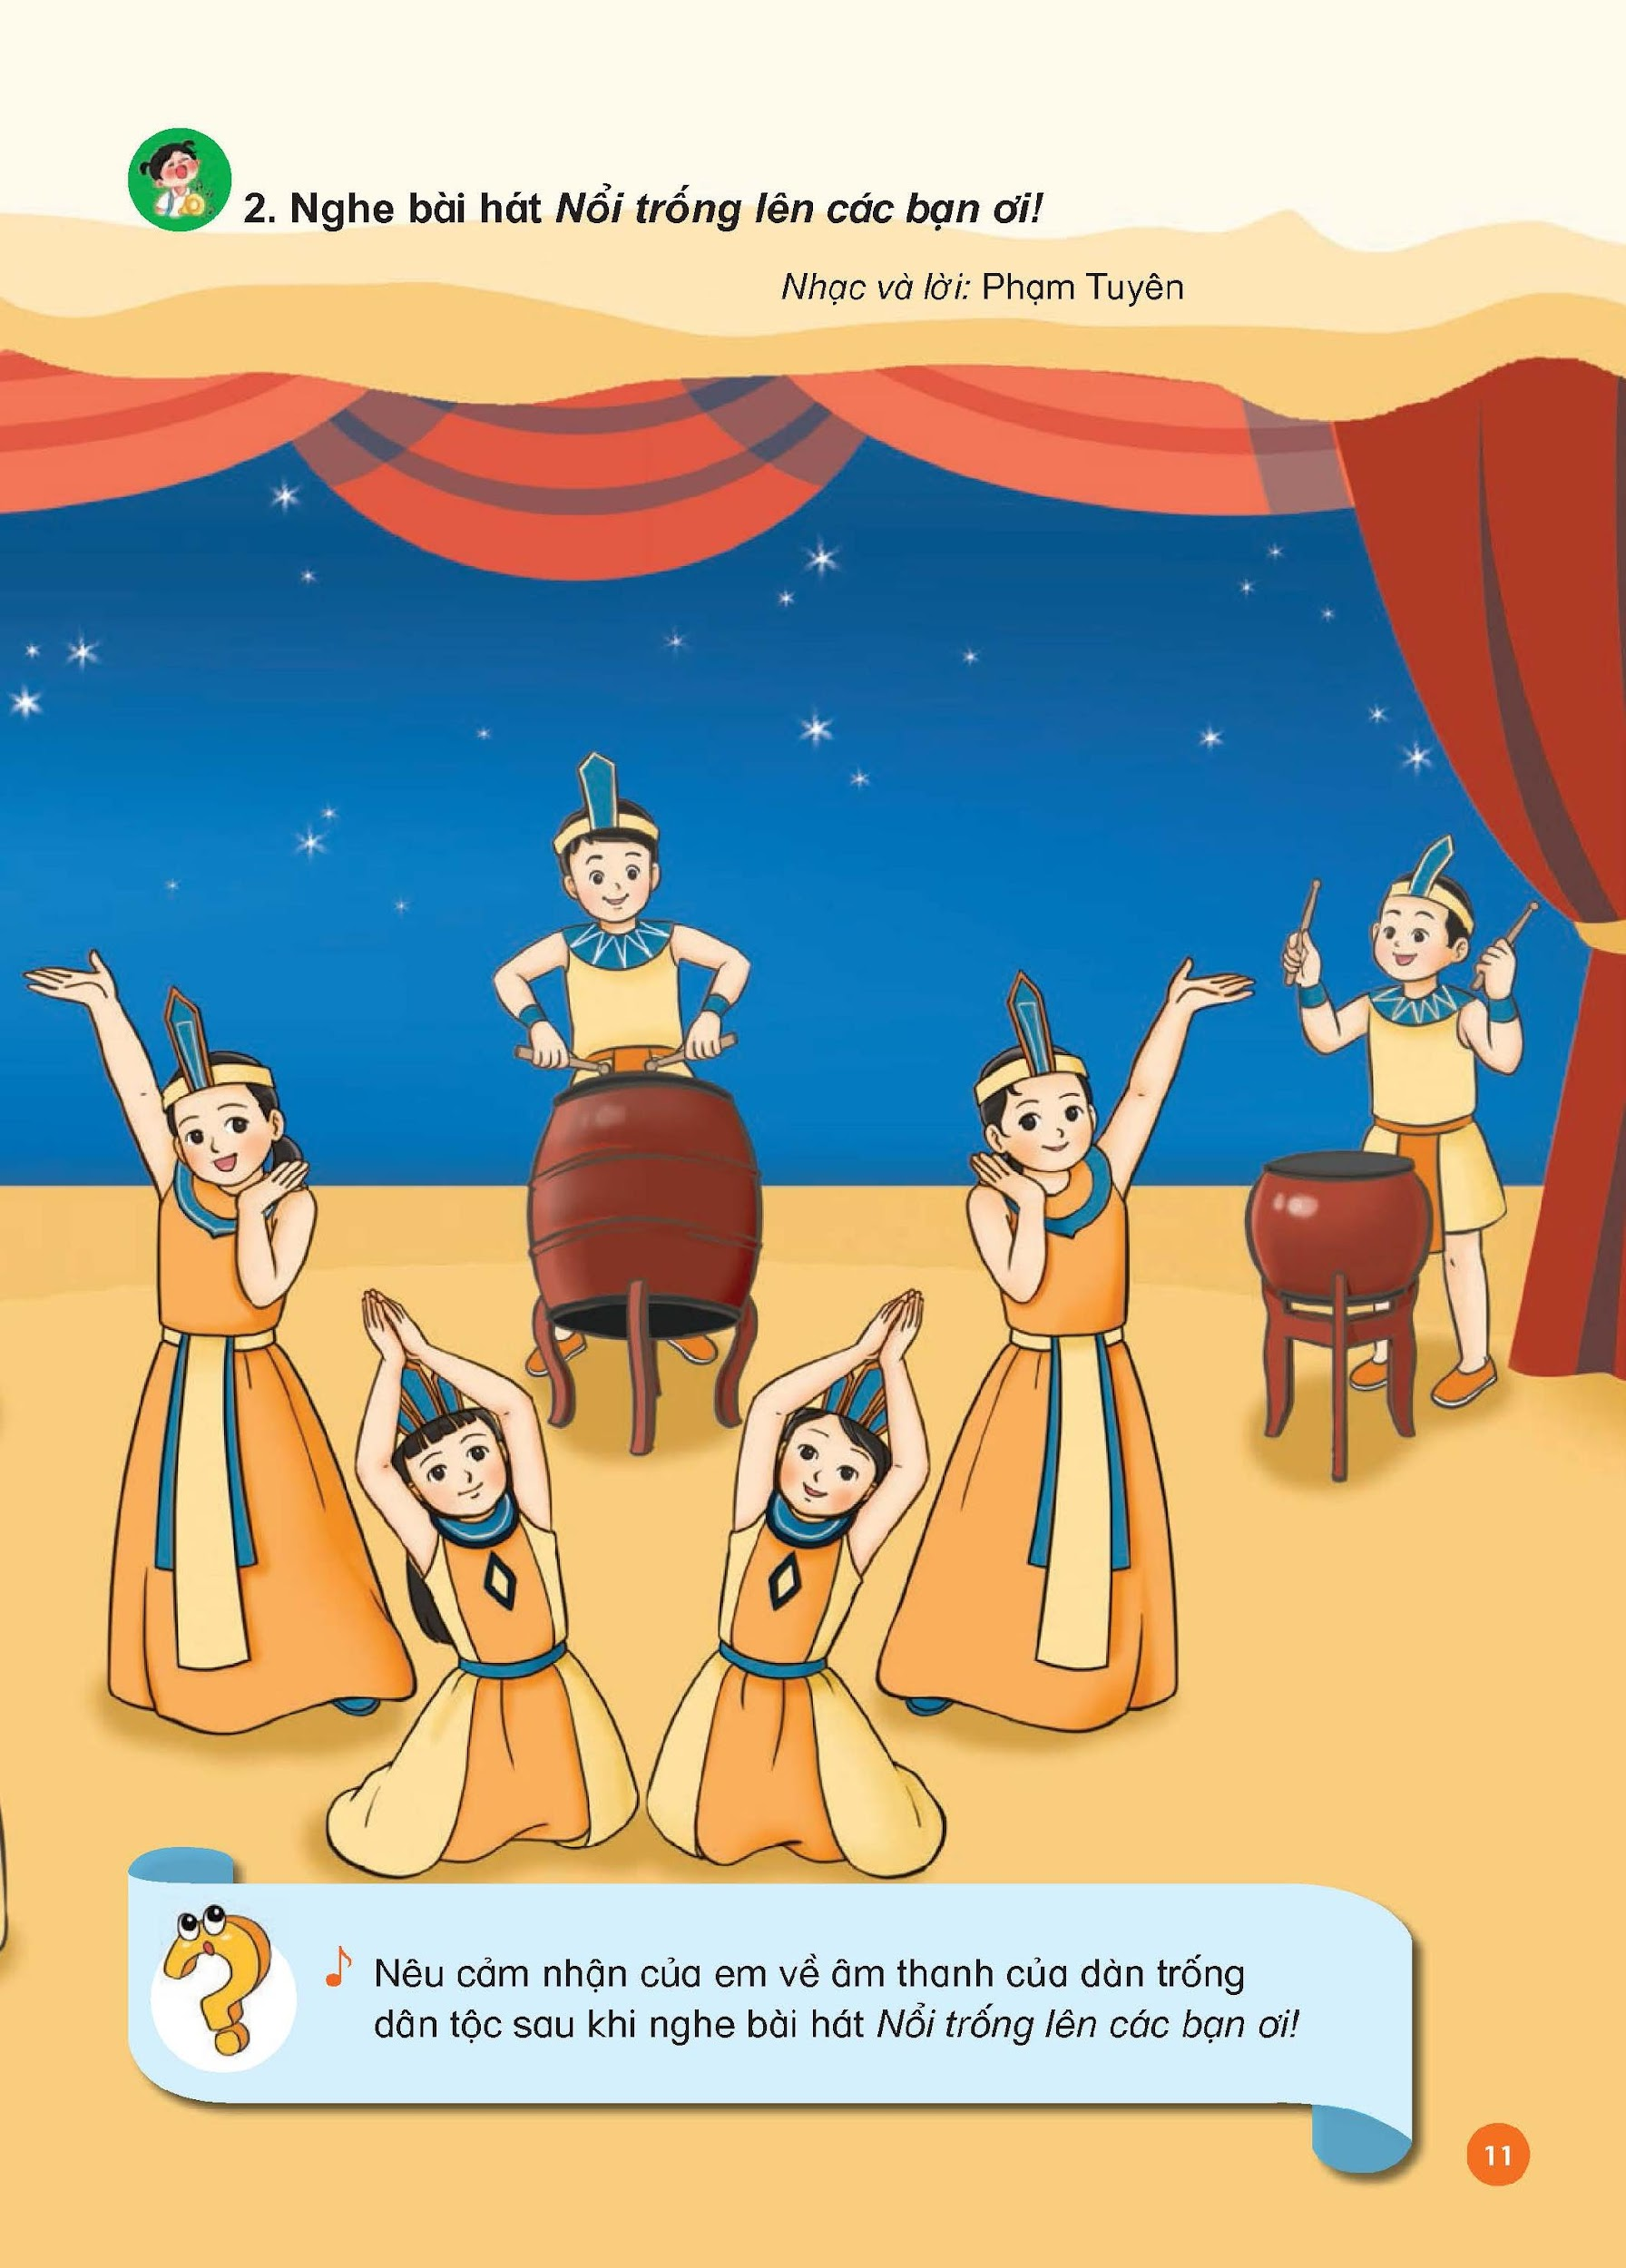 2. Nghe bài hát Nổi trống lên các bạn ơi!
Nhạc và lời: Phạm Tuyên
Nêu cảm nhận của em về âm thanh của dàn trống
dân tộc sau khi nghe bài hát Nổi trống lên các bạn ơi!
11